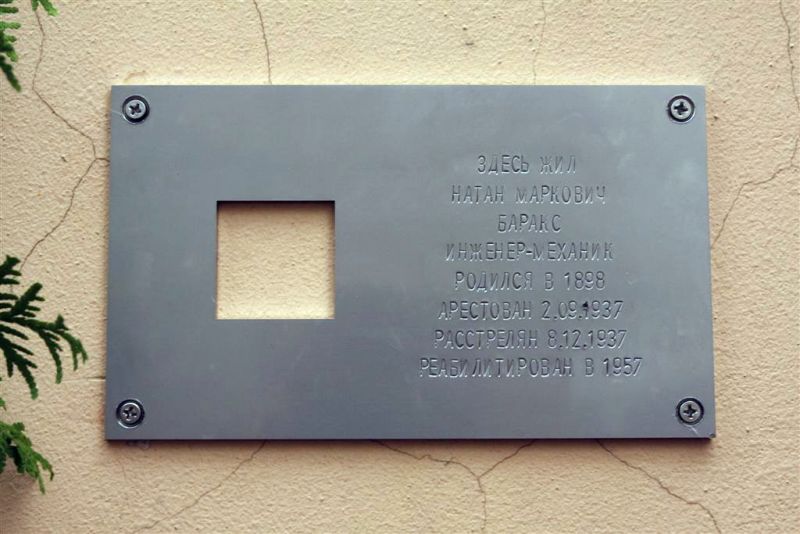 ЗДЕСЬ ЖИЛ
НАТАН МАРКОВИЧ
БАРАКС
ИНЖЕНЕР-МЕХАНИК
РОДИЛСЯ В 1898
АРЕСТОВАН 2.09.1937
РАССТРЕЛЯН 8.12.1937
РЕАБИЛИТИРОВАН В 1957